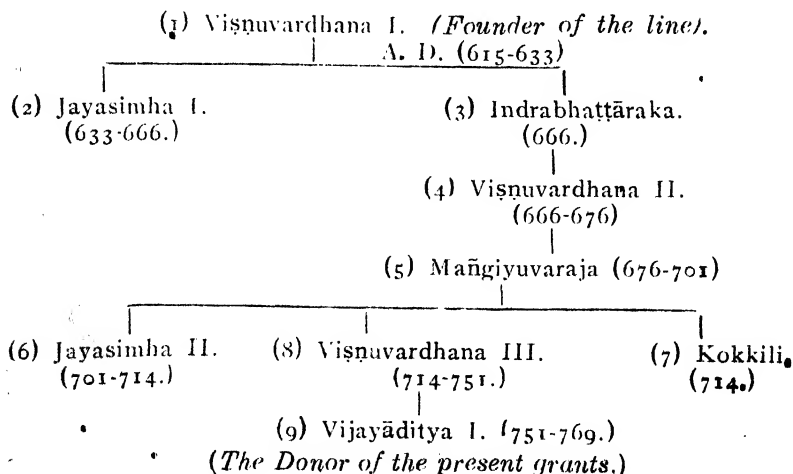 (1) Viṣṇuvardhana I. (Founder of the line).
A. D. (615-633)
(2) Jayasimha I. (3) Indrabhaṭṭāraka.
(633-666.) (666.)
(4) Viṣṇuvardhana II.
(666-676)
(5) Mañgiyuvaraja (676-701)
(6) Jayasimha II. (8) Viṣṇuvardhana III. (7) Kokkili.
(701-714.) (714-751.) (714.)
(9) Vijayāditya I. (751-769.)
(The Donor of the present grants.)